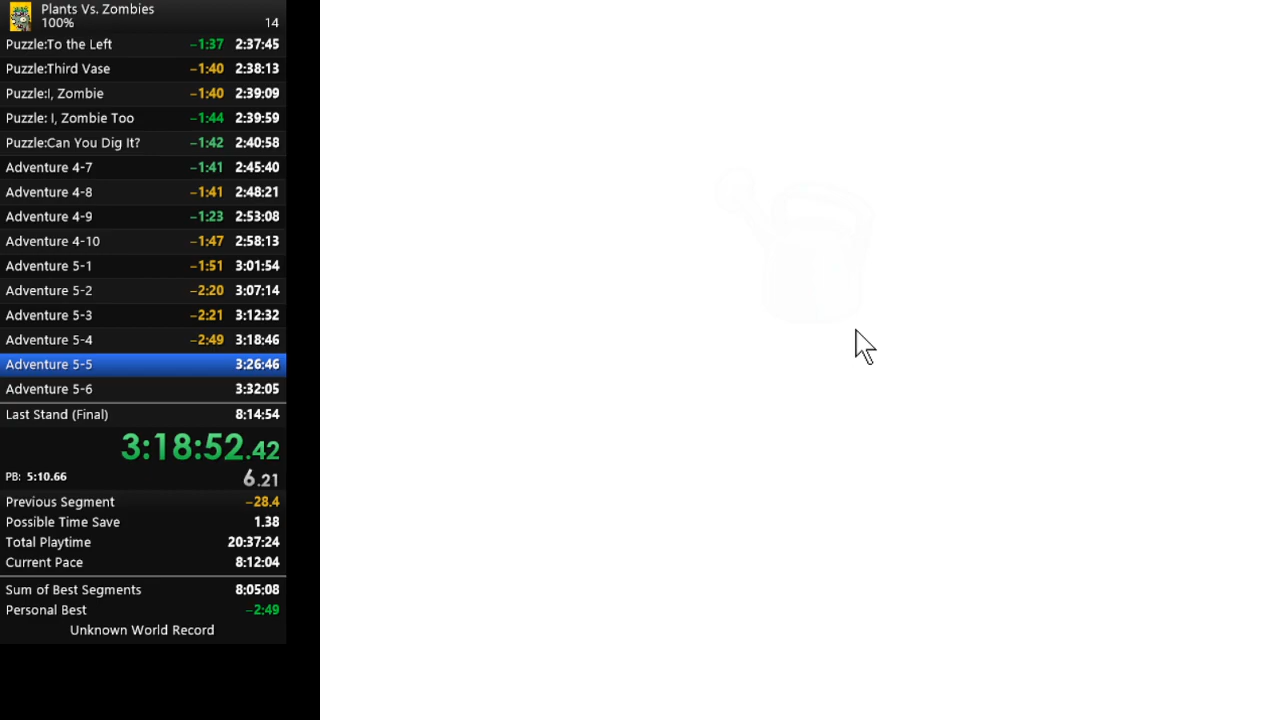 Plants Vs. Zombies
100% 14
Puzzle:To the Left −1:37 2:37:45
Puzzle:Third Vase −1:40 2:38:13
Puzzle:I, Zombie −1:40 2:39:09
Puzzle: I, Zombie Too −1:44 2:39:59
Puzzle:Can You Dig It? −1:42 2:40:58
Adventure 4-7 −1:41 2:45:40
Adventure 4-8 −1:41 2:48:21
Adventure 4-9 −1:23 2:53:08
Adventure 4-10 −1:47 2:58:13
Adventure 5-1 −1:51 3:01:54
Adventure 5-2 −2:20 3:07:14
Adventure 5-3 −2:21 3:12:32
Adventure 5-4 −2:49 3:18:46
Adventure 5-5 3:26:46
Adventure 5-6 3:32:05
Last Stand (Final) 8:14:54
3:18:52.42
PB: 5:10.66 6.21
Previous Segment −28.4
Possible Time Save 1.38
Total Playtime 20:37:24
Current Pace 8:12:04
Sum of Best Segments 8:05:08
Personal Best −2:49
Unknown World Record